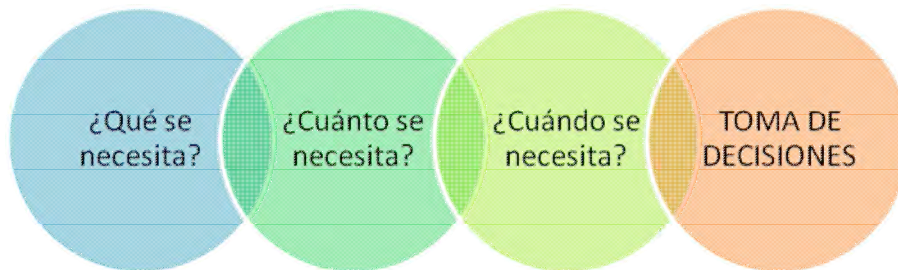 ¿Qué se
necesita?
¿Cuánto se
necesita?
¿Cuándo se
necesita?
TOMA DE
DECISIONES